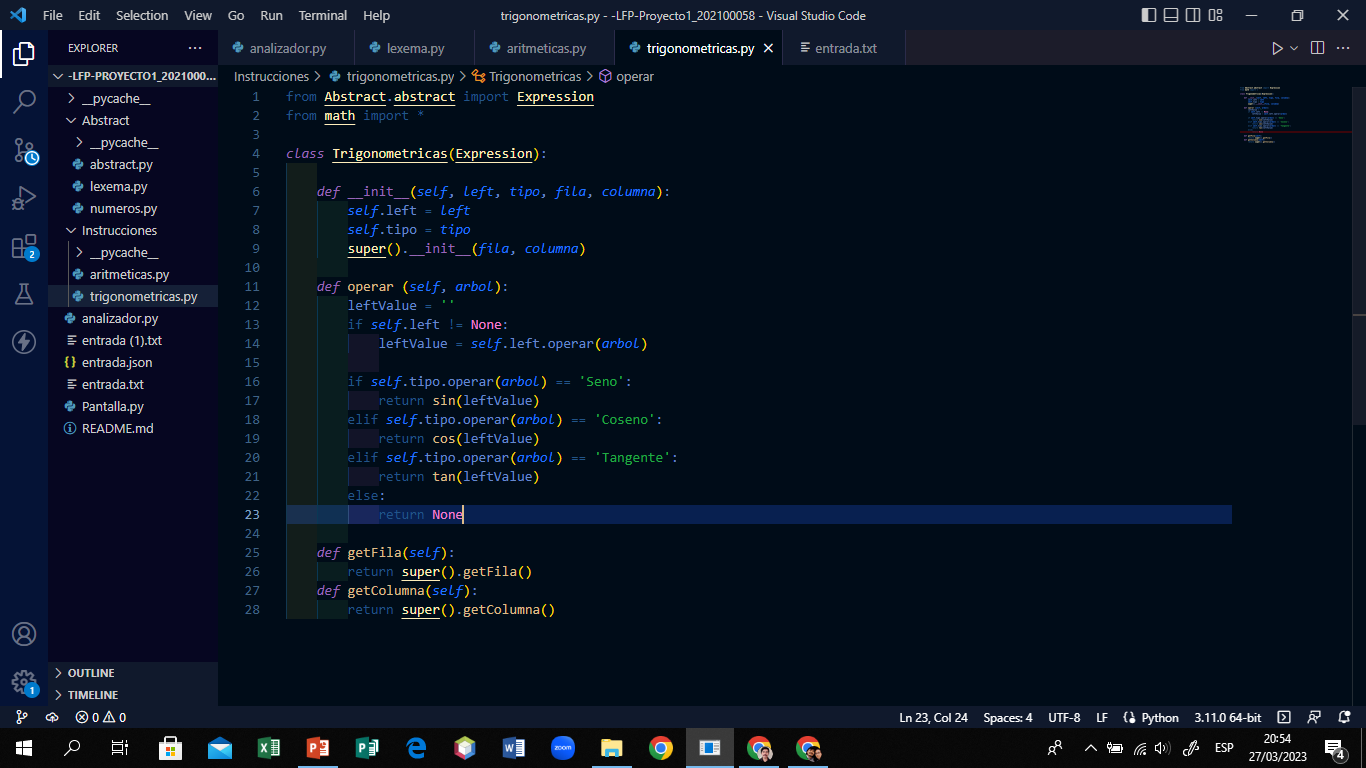 File Edit Selection View Go Run Terminal Help trigonometricas.py - -LFP-Proyecto1_202100058 - Visual Studio Code
EXPLORER
-LFP-PROYECTO1_2021000...
__pycache__
Abstract
__pycache__
abstract.py
lexema.py
numeros.py
Instrucciones
__pycache__
aritmeticas.py
trigonometricas.py
analizador.py
entrada (1).txt
entrada.json
entrada.txt
Pantalla.py
README.md
OUTLINE
TIMELINE
analizador.py lexema.py aritmeticas.py trigonometricas.py entrada.txt
Instrucciones > trigonometricas.py > Trigonometricas > operar
1 from Abstract.abstract import Expression
2 from math import *
3
4 class Trigonometricas(Expression):
5
6     def __init__(self, left, tipo, fila, columna):
7         self.left = left
8         self.tipo = tipo
9         super().__init__(fila, columna)
10
11     def operar (self, arbol):
12         leftValue = ''
13         if self.left != None:
14             leftValue = self.left.operar(arbol)
15
16         if self.tipo.operar(arbol) == 'Seno':
17             return sin(leftValue)
18         elif self.tipo.operar(arbol) == 'Coseno':
19             return cos(leftValue)
20         elif self.tipo.operar(arbol) == 'Tangente':
21             return tan(leftValue)
22         else:
23             return None
24
25     def getFila(self):
26         return super().getFila()
27     def getColumna(self):
28         return super().getColumna()
2
1
0 0 Ln 23, Col 24 Spaces: 4 UTF-8 LF Python 3.11.0 64-bit
zoom
ESP
20:54
27/03/2023
4